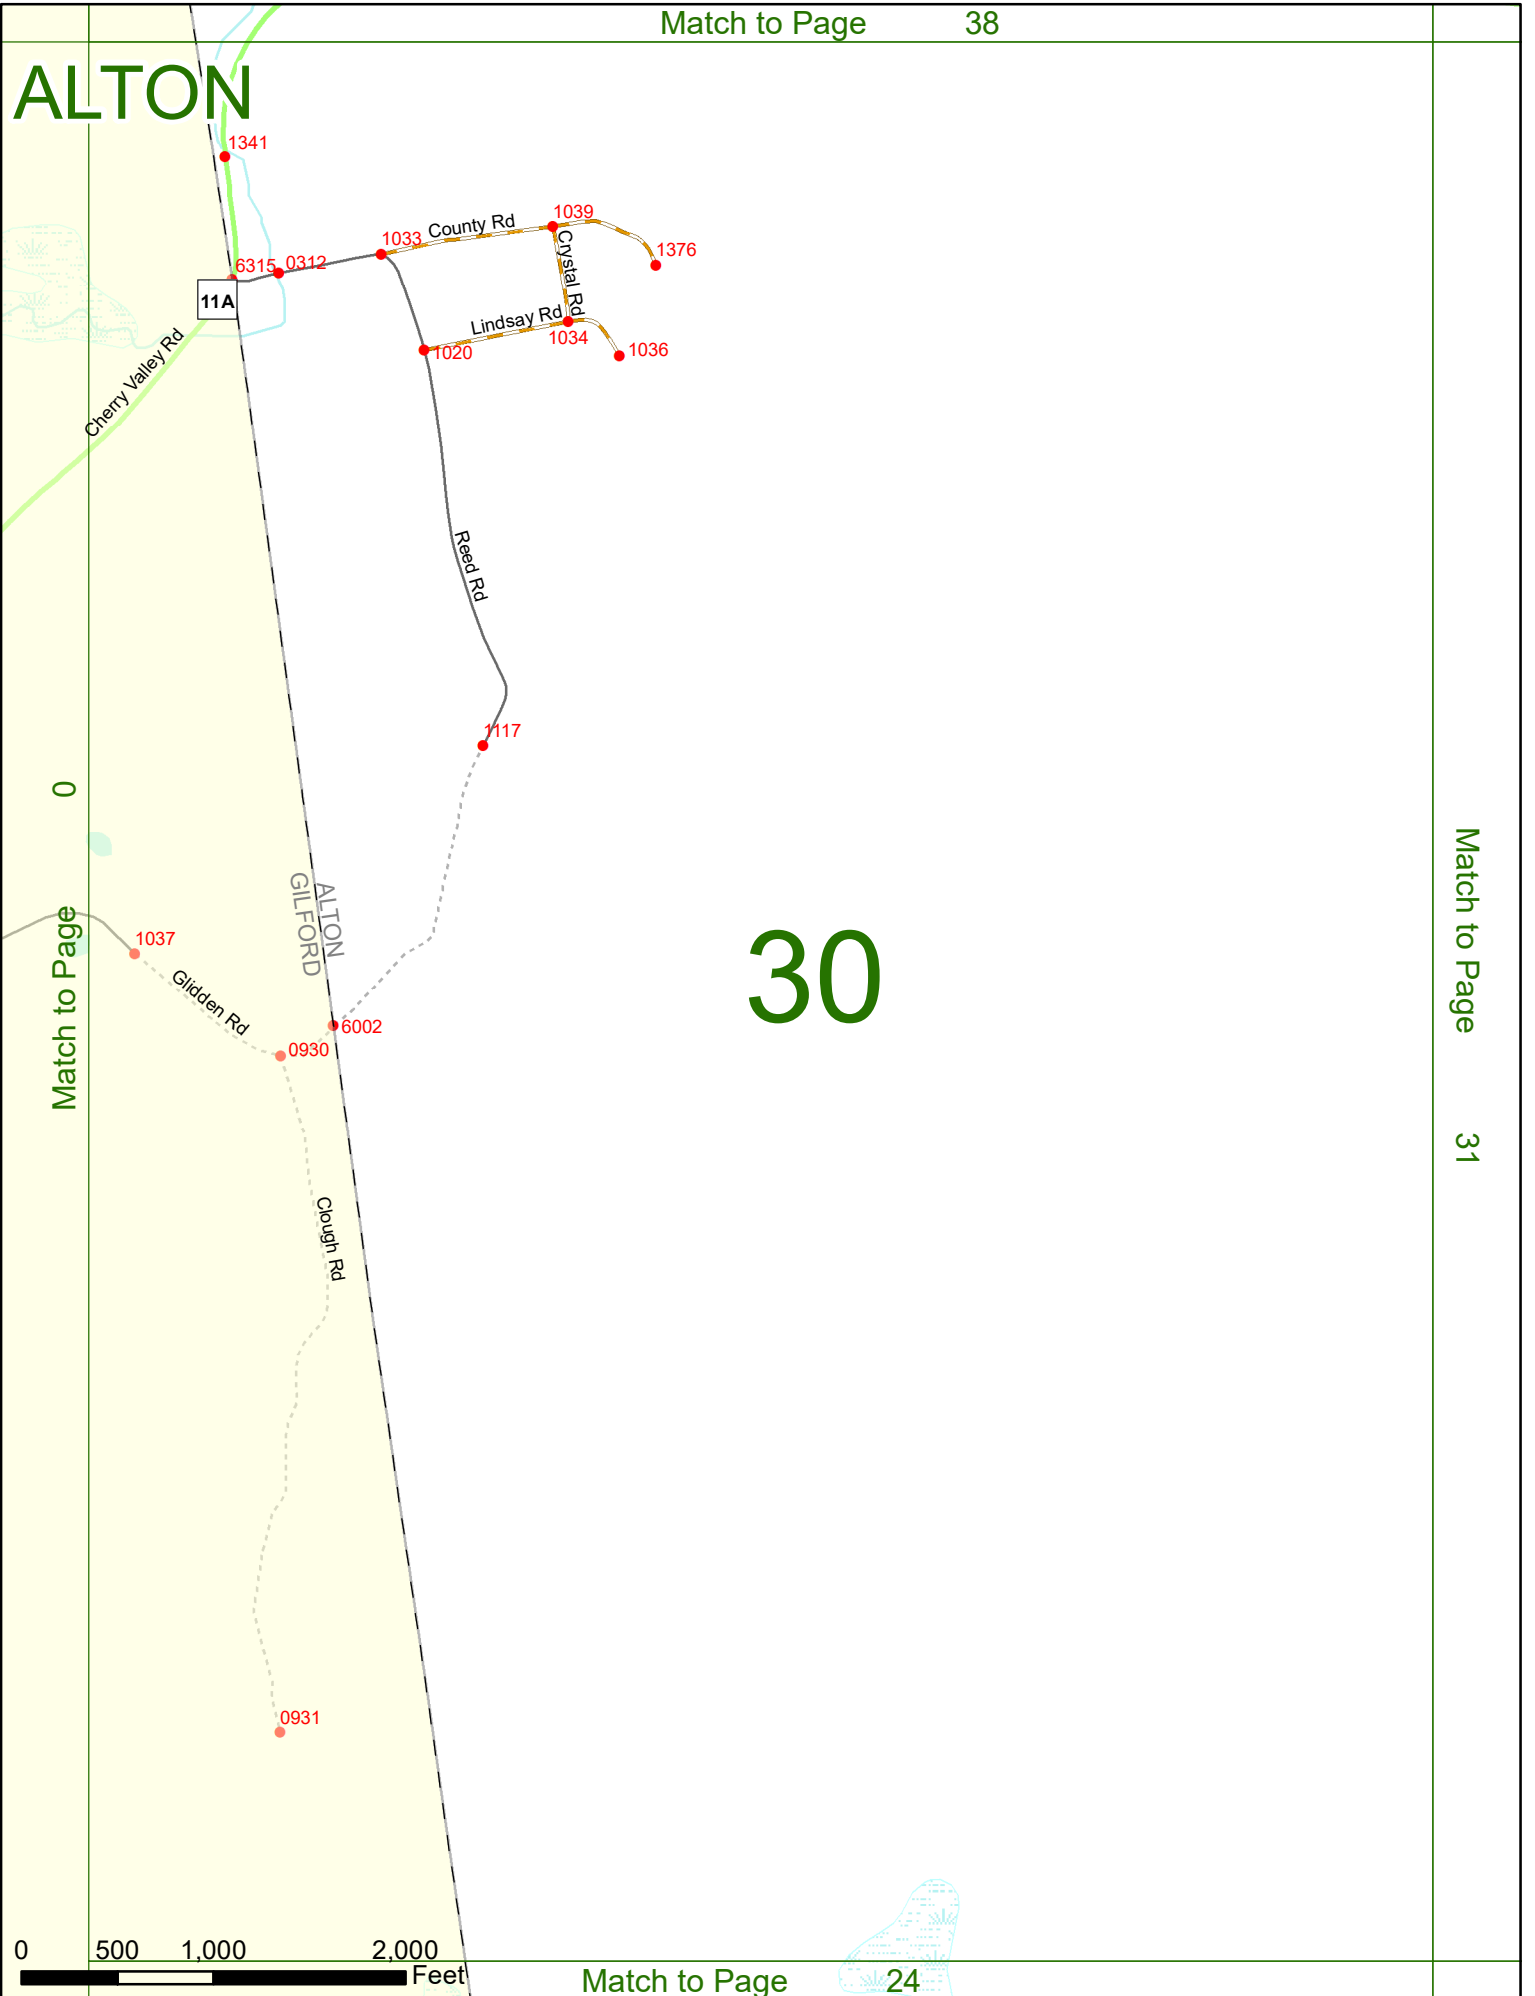 Match to Page 38
ALTON
1341
1039
County Rd
1033
Crystal Rd
1376
6315
0312
11A
Lindsay Rd
1034
1020
1036
Cherry Valley Rd
Reed Rd
1117
Match to Page 0
ALTON
GILFORD
Match to Page 31
1037
Glidden Rd
30
6002
0930
Clough Rd
0931
0 500 1,000 2,000
Feet
Match to Page 24